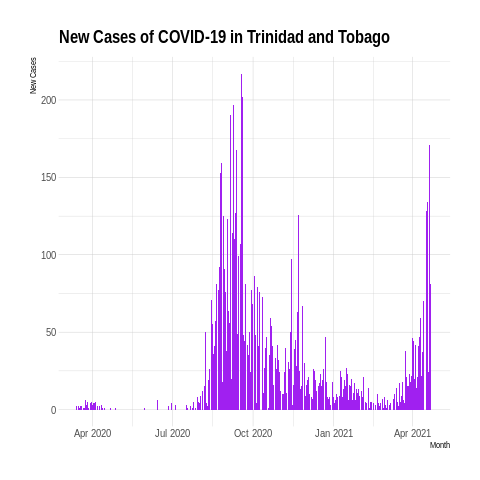 New Cases of COVID-19 in Trinidad and Tobago
New Cases
200
150
100
50
0
Apr 2020 Jul 2020 Oct 2020 Jan 2021 Apr 2021
Month